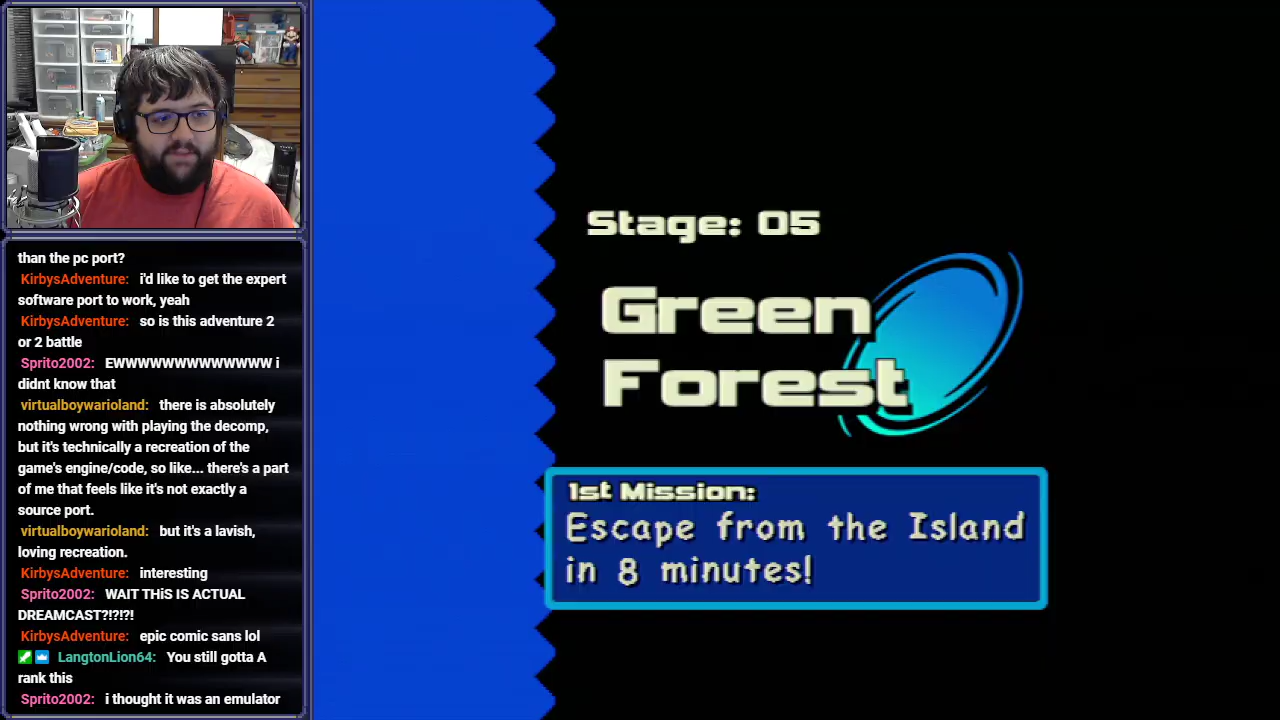 than the pc port?
KirbysAdventure: i'd like to get the expert
software port to work, yeah
KirbysAdventure: so is this adventure 2
or 2 battle
Sprito2002: EWWWWWWWWWWWWW i
didnt know that
virtualboywarioland: there is absolutely
nothing wrong with playing the decomp,
but it's technically a recreation of the
game's engine/code, so like... there's a part
of me that feels like it's not exactly a
source port.
virtualboywarioland: but it's a lavish,
loving recreation.
KirbysAdventure: interesting
Sprito2002: WAIT THiS IS ACTUAL
DREAMCAST?!?!?!
KirbysAdventure: epic comic sans lol
LangtonLion64: You still gotta A
rank this
Sprito2002: i thought it was an emulator
Stage: 05
Green
Forest
1st Mission:
Escape from the Island
in 8 minutes!